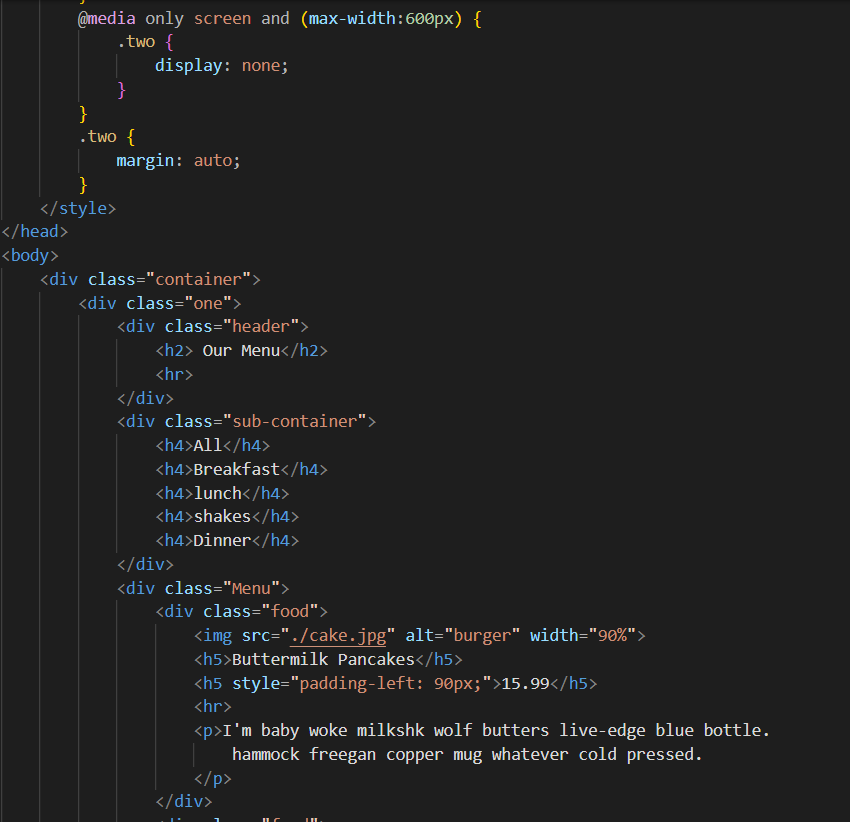 @media only screen and (max-width:600px) {
.two {
display: none;
}
}
.two {
margin: auto;
}
</style>
</head>
<body>
<div class="container">
<div class="one">
<div class="header">
<h2> Our Menu</h2>
<hr>
</div>
<div class="sub-container">
<h4>All</h4>
<h4>Breakfast</h4>
<h4>lunch</h4>
<h4>shakes</h4>
<h4>Dinner</h4>
</div>
<div class="Menu">
<div class="food">
<img src="./cake.jpg" alt="burger" width="90%">
<h5>Buttermilk Pancakes</h5>
<h5 style="padding-left: 90px;">15.99</h5>
<hr>
<p>I'm baby woke milkshk wolf butters live-edge blue bottle.
hammock freegan copper mug whatever cold pressed.
</p>
</div>